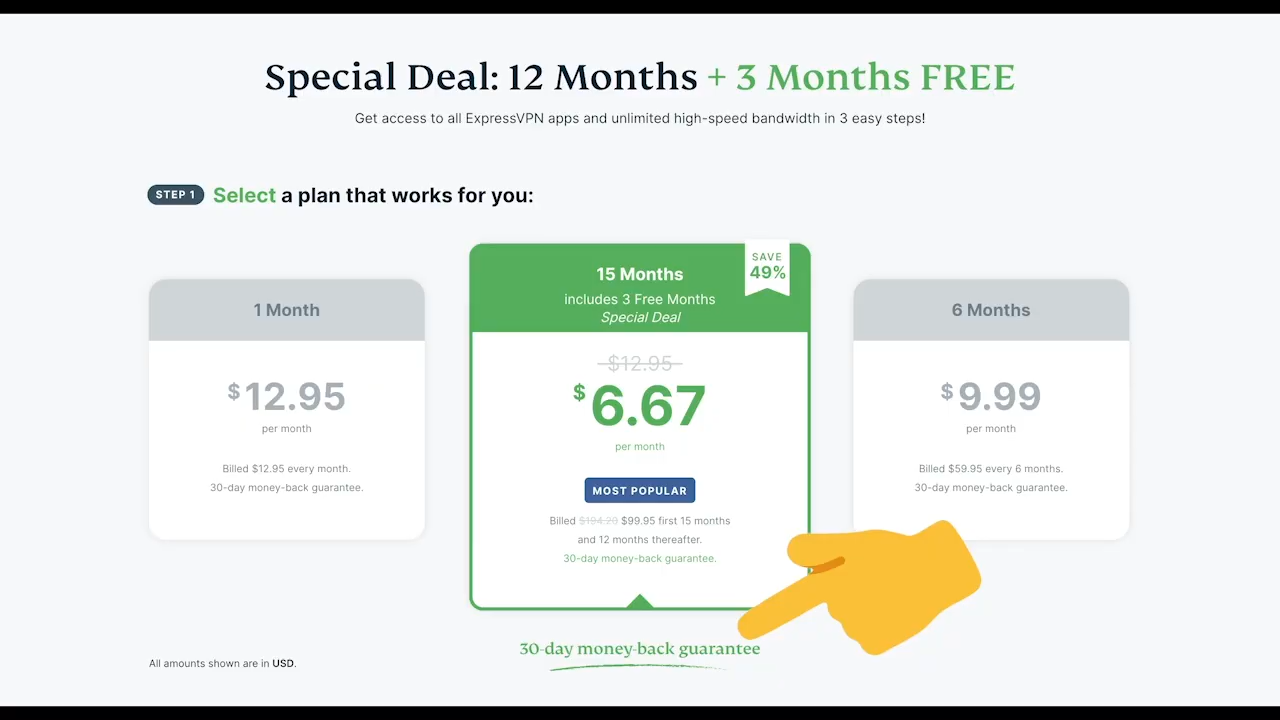 Special Deal: 12 Months + 3 Months FREE
Get access to all ExpressVPN apps and unlimited high-speed bandwidth in 3 easy steps!
STEP 1 Select a plan that works for you:
1 Month
$12.95
per month
Billed $12.95 every month.
30-day money-back guarantee.
SAVE
49%
15 Months
includes 3 Free Months
Special Deal
$12.95
$6.67
per month
MOST POPULAR
Billed $194.20 $99.95 first 15 months
and 12 months thereafter.
30-day money-back guarantee.
6 Months
$9.99
per month
Billed $59.95 every 6 months.
30-day money-back guarantee.
30-day money-back guarantee
All amounts shown are in USD.